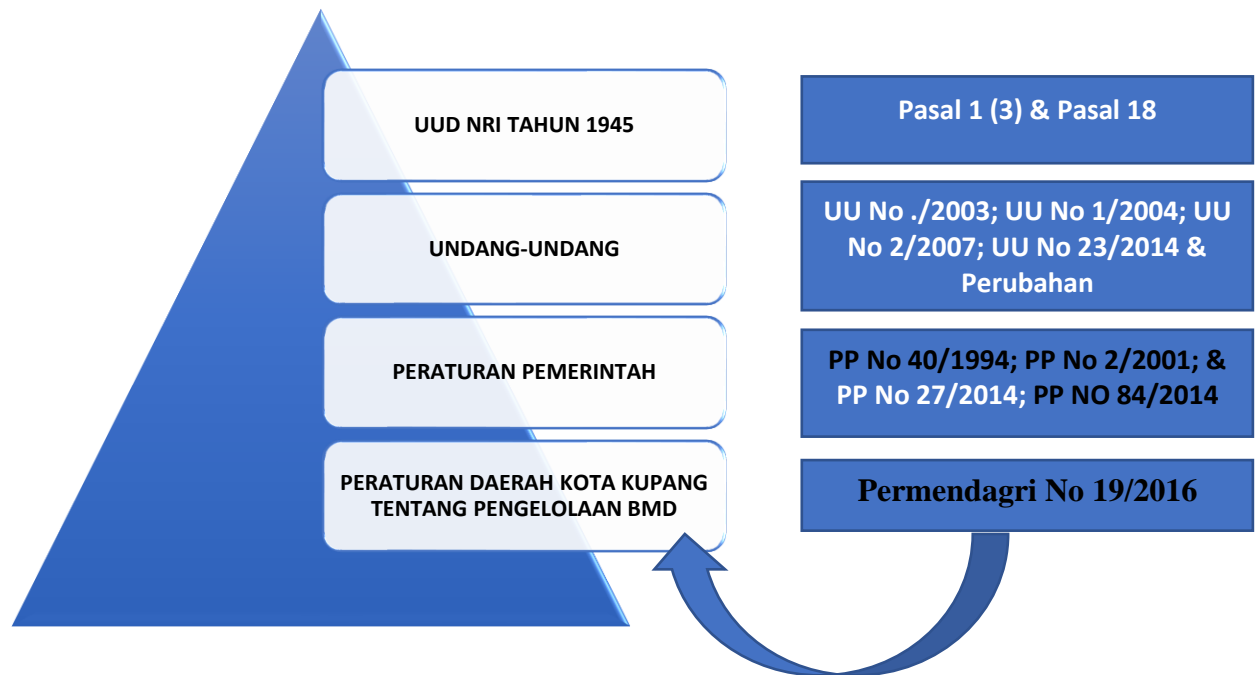 UUD NRI TAHUN 1945
Pasal 1 (3) & Pasal 18
UNDANG-UNDANG
UU No ./2003; UU No 1/2004; UU
No 2/2007; UU No 23/2014 &
Perubahan
PERATURAN PEMERINTAH
PP No 40/1994; PP No 2/2001; &
PP No 27/2014; PP NO 84/2014
PERATURAN DAERAH KOTA KUPANG
TENTANG PENGELOLAAN BMD
Permendagri No 19/2016